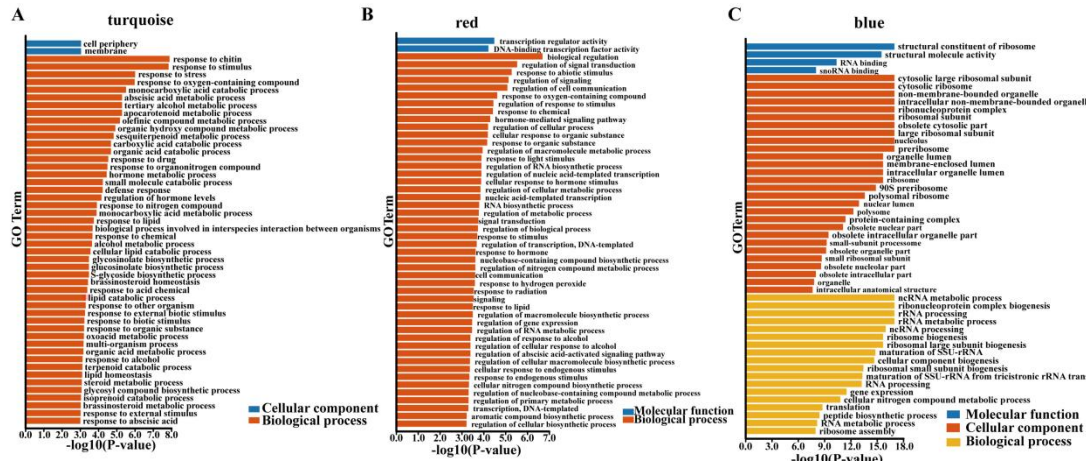 A
turquoise
cell periphery
membrane
response to chitin
response to stimulus
response to stress
response to oxygen-containing compound
monocarboxylic acid catabolic process
abscisic acid metabolic process
tertiary alcohol metabolic process
apocarotenoid metabolic process
olefinic compound metabolic process
organic hydroxy compound metabolic process
sesquiterpenoid metabolic process
carboxylic acid catabolic process
organic acid catabolic process
response to drug
response to organonitrogen compound
hormone metabolic process
small molecule catabolic process
defense response
regulation of hormone levels
response to nitrogen compound
monocarboxylic acid metabolic process
response to lipid
biological process involved in interspecies interaction between organisms
response to chemical
alcohol metabolic process
cellular lipid catabolic process
glycosinolate biosynthetic process
glucosinolate biosynthetic process
S-glycoside biosynthetic process
brassinosteroid homeostasis
response to acid chemical
lipid catabolic process
response to other organism
response to external biotic stimulus
response to biotic stimulus
response to organic substance
oxoacid metabolic process
multi-organism process
organic acid metabolic process
response to alcohol
terpenoid catabolic process
lipid homeostasis
steroid metabolic process
glycosyl compound biosynthetic process
isoprenoid catabolic process
brassinosteroid metabolic process
response to external stimulus
response to abscisic acid
GO Term
0.0 1.0 2.0 3.0 4.0 5.0 6.0 7.0 8.0
-log10(P-value)
Cellular component
Biological process
B
red
transcription regulator activity
DNA-binding transcription factor activity
biological regulation
regulation of signal transduction
response to abiotic stimulus
regulation of signaling
regulation of cell communication
response to oxygen-containing compound
regulation of response to stimulus
response to chemical
hormone-mediated signaling pathway
regulation of cellular process
cellular response to organic substance
response to organic substance
regulation of macromolecule metabolic process
response to light stimulus
regulation of RNA biosynthetic process
regulation of nucleic acid-templated transcription
cellular response to hormone stimulus
regulation of cellular metabolic process
nucleic acid-templated transcription
RNA biosynthetic process
regulation of metabolic process
signal transduction
regulation of biological process
response to stimulus
regulation of transcription, DNA-templated
response to hormone
nucleobase-containing compound biosynthetic process
regulation of nitrogen compound metabolic process
cell communication
response to hydrogen peroxide
response to radiation
signaling
response to lipid
regulation of macromolecule biosynthetic process
regulation of gene expression
regulation of RNA metabolic process
regulation of response to alcohol
regulation of cellular response to alcohol
regulation of abscisic acid-activated signaling pathway
regulation of cellular macromolecule biosynthetic process
cellular response to endogenous stimulus
response to endogenous stimulus
cellular nitrogen compound biosynthetic process
regulation of nucleobase-containing compound metabolic process
regulation of primary metabolic process
transcription, DNA-templated
aromatic compound biosynthetic process
regulation of cellular biosynthetic process
GO Term
0.0 1.0 2.0 3.0 4.0 5.0 6.0 7.0
-log10(P-value)
Molecular function
Biological process
C
blue
structural constituent of ribosome
structural molecule activity
RNA binding
snoRNA binding
cytosolic large ribosomal subunit
cytosolic ribosome
non-membrane-bounded organelle
intracellular non-membrane-bounded organelle
ribonucleoprotein complex
ribosomal subunit
obsolete cytosolic part
large ribosomal subunit
nucleolus
preribosome
organelle lumen
membrane-enclosed lumen
intracellular organelle lumen
ribosome
90S preribosome
polysomal ribosome
nuclear lumen
polysome
protein-containing complex
obsolete nuclear part
obsolete intracellular organelle part
small-subunit processome
obsolete organelle part
small ribosomal subunit
obsolete nucleolar part
obsolete intracellular part
organelle
intracellular anatomical structure
ncRNA metabolic process
ribonucleoprotein complex biogenesis
rRNA processing
rRNA metabolic process
ncRNA processing
ribosome biogenesis
ribosomal large subunit biogenesis
maturation of SSU-rRNA
cellular component biogenesis
ribosomal small subunit biogenesis
maturation of SSU-rRNA from tricistronic rRNA tran
RNA processing
gene expression
cellular nitrogen compound metabolic process
translation
peptide biosynthetic process
RNA metabolic process
ribosome assembly
GOTerm
0.0 3.0 6.0 9.0 12.0 15.0 18.0
-log10(P-value)
Molecular function
Cellular component
Biological process